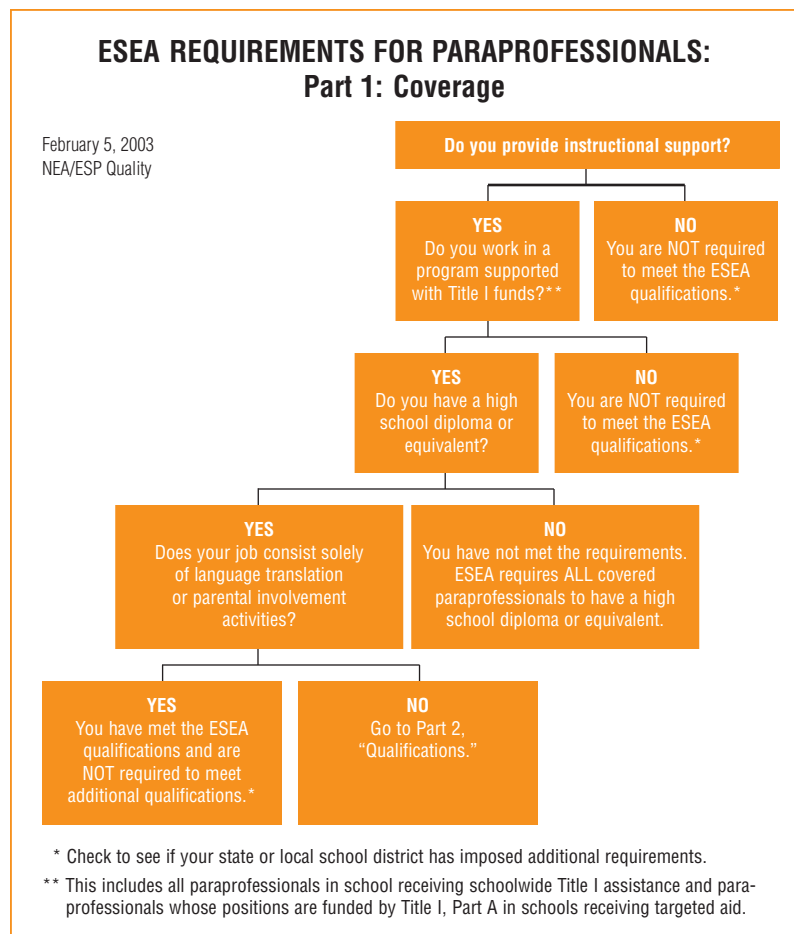 ESEA REQUIREMENTS FOR PARAPROFESSIONALS:
Part 1: Coverage
February 5, 2003
NEA/ESP Quality
Do you provide instructional support?
YES
Do you work in a
program supported
with Title I funds?**
NO
You are NOT required
to meet the ESEA
qualifications.*
YES
Do you have a high
school diploma or
equivalent?
NO
You are NOT required
to meet the ESEA
qualifications.*
YES
Does your job consist solely
of language translation
or parental involvement
activities?
NO
You have not met the requirements.
ESEA requires ALL covered
paraprofessionals to have a high
school diploma or equivalent.
YES
You have met the ESEA
qualifications and are
NOT required to meet
additional qualifications.*
NO
Go to Part 2,
“Qualifications.”
* Check to see if your state or local school district has imposed additional requirements.
** This includes all paraprofessionals in school receiving schoolwide Title I assistance and para-
professionals whose positions are funded by Title I, Part A in schools receiving targeted aid.